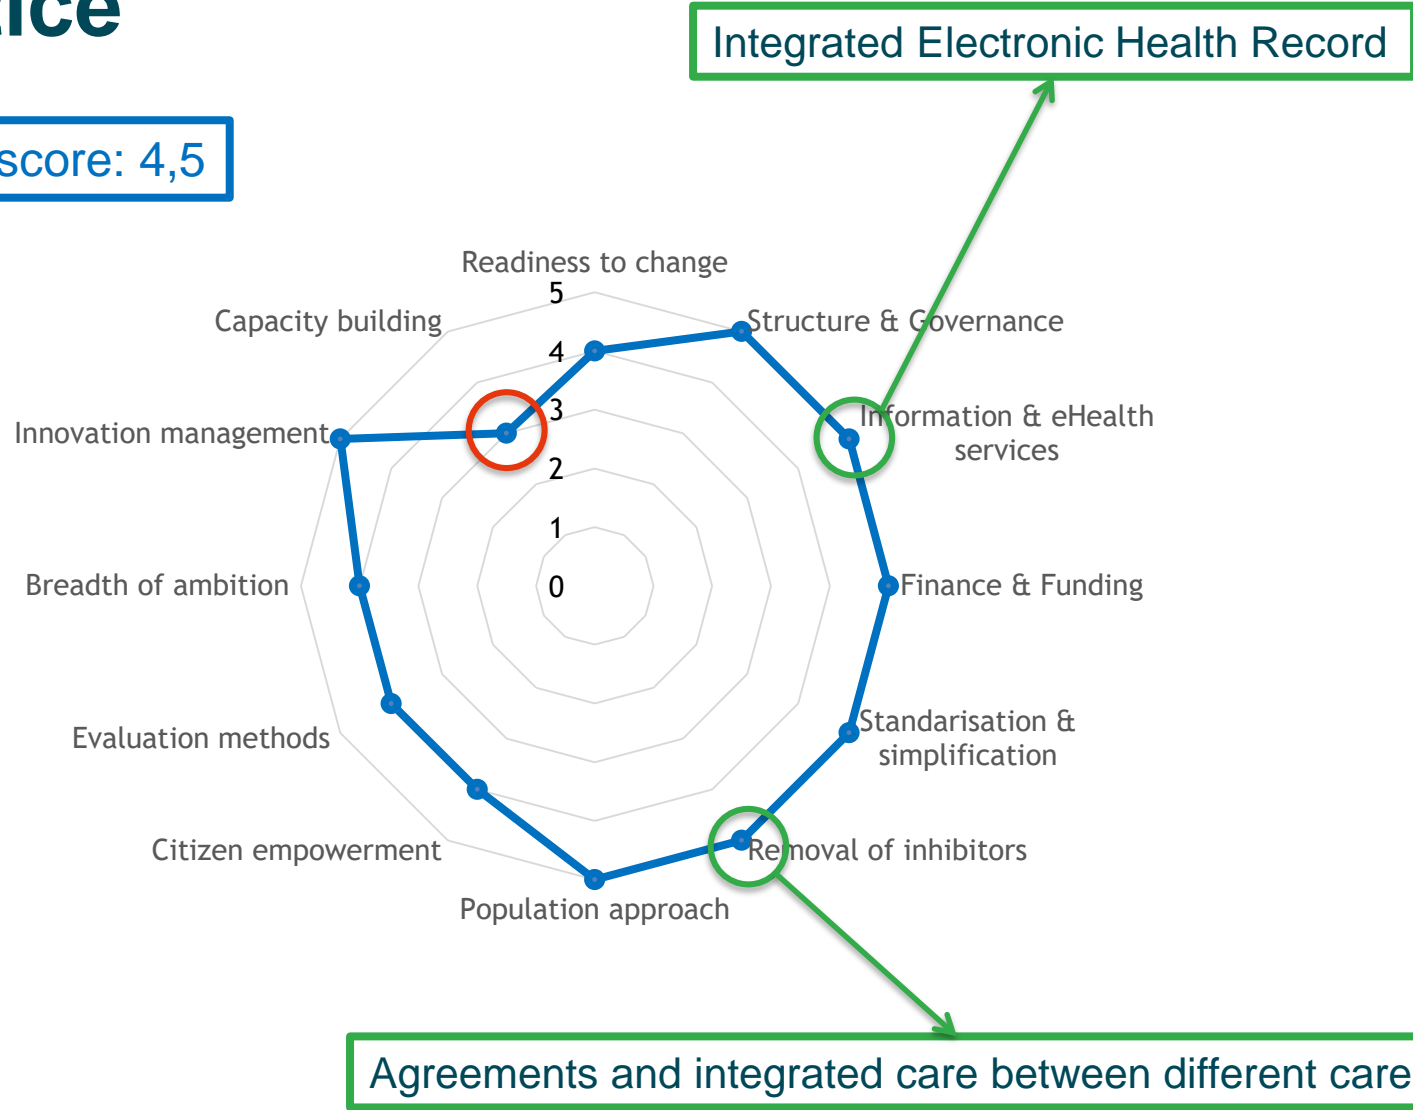 tice
Integrated Electronic Health Record
score: 4,5
Readiness to change
5
Capacity building
Structure & Governance
4
3
Information & eHealth
services
Innovation management
2
1
Breadth of ambition
0
Finance & Funding
Evaluation methods
Standarisation &
simplification
Citizen empowerment
Removal of inhibitors
Population approach
Agreements and integrated care between different care